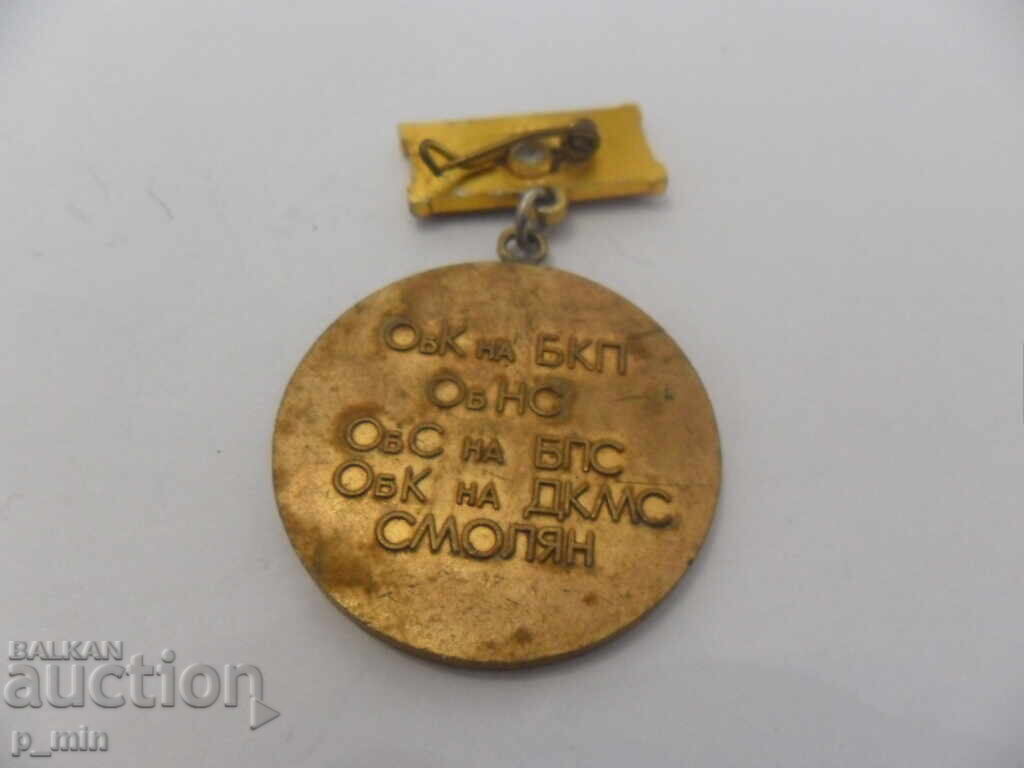 ОбК на БКП
ОбНС
ОбС на БПС
ОбК на ДКМС
СМОЛЯН
BALKAN
auction
p_min